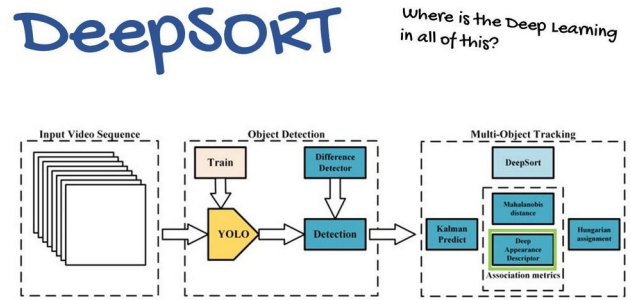 DeepSORT
Where is the Deep Learning
in all of this?
Input Video Sequence
Object Detection
Multi-Object Tracking
Train
Difference
Detector
DeepSort
YOLO
Detection
Kalman
Predict
Mahalanobis
distance
Deep
Appearance
Descriptor
Hungarian
assignment
Association metrics